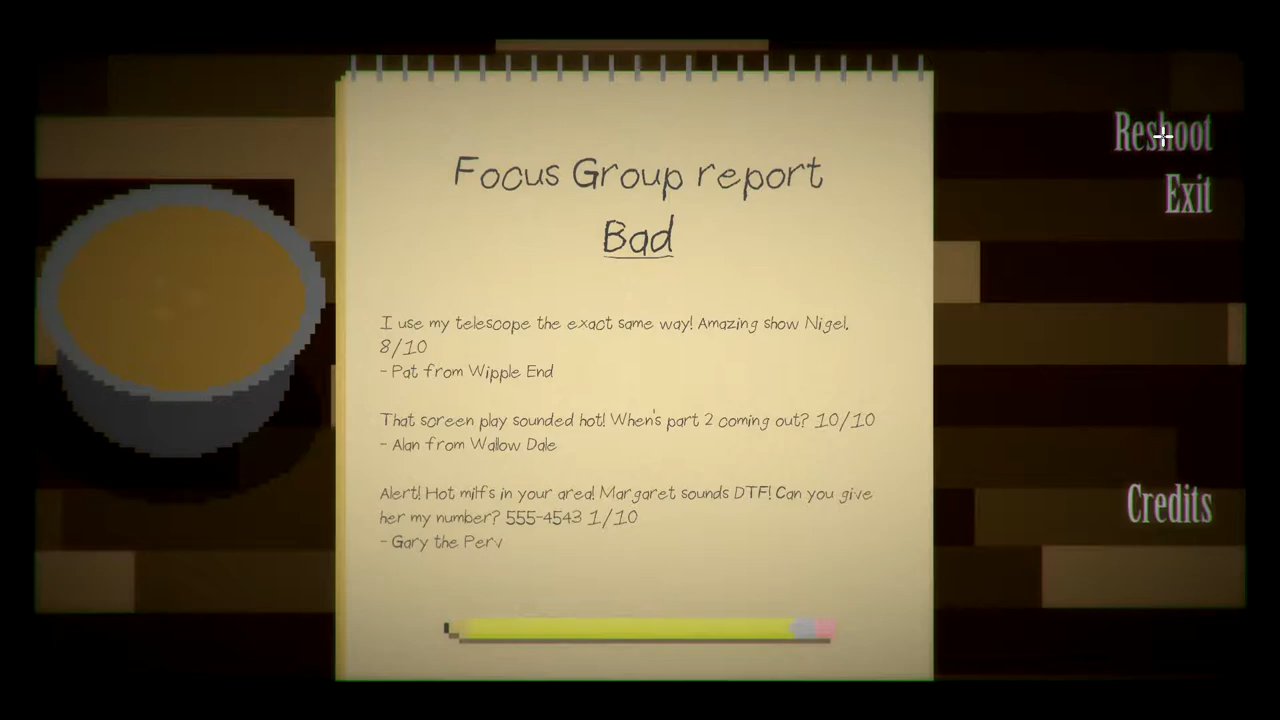 Focus Group report
Bad
I use my telescope the exact same way! Amazing show Nigel.
8/10
- Pat from Wipple End
That screen play sounded hot! When's part 2 coming out? 10/10
- Alan from Wallow Dale
Alert! Hot milfs in your area! Margaret sounds DTF! Can you give
her my number? 555-4543 1/10
- Gary the Perv
Reshoot
Exit
Credits